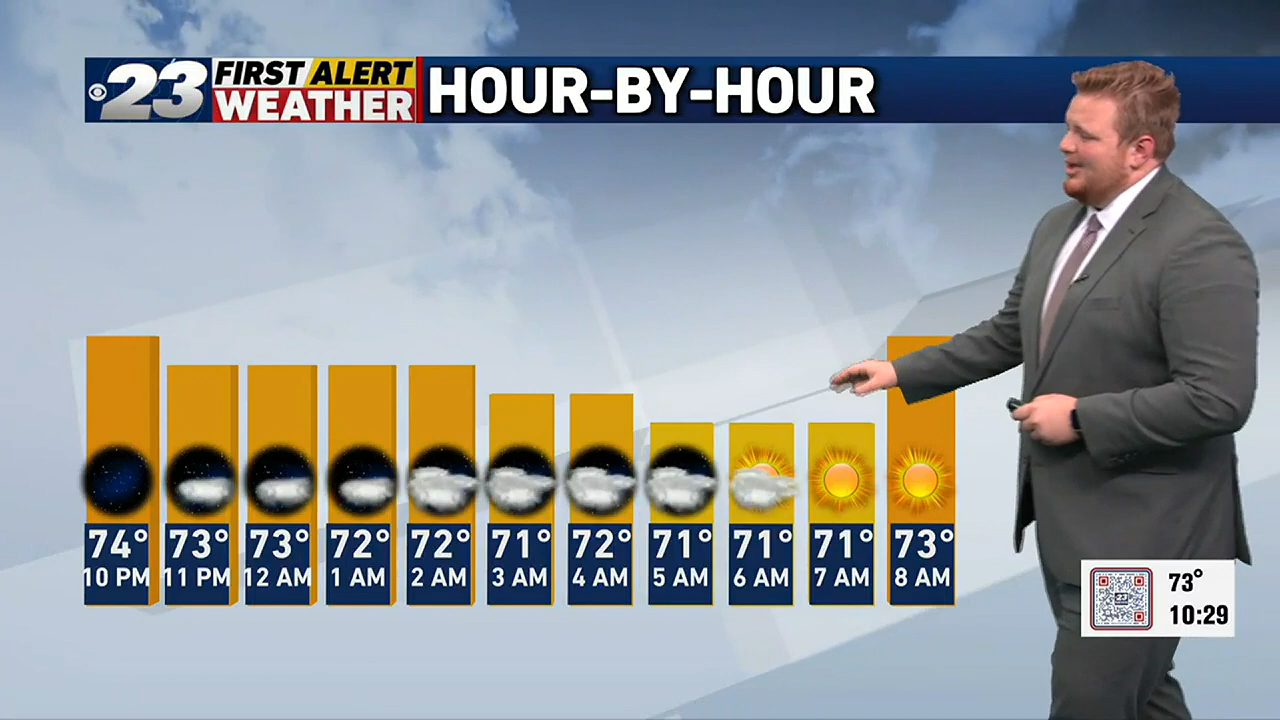 23 FIRST ALERT
WEATHER
HOUR-BY-HOUR
74° 73° 73° 72° 72° 71° 72° 71° 71° 71° 73°
10 PM 11 PM 12 AM 1 AM 2 AM 3 AM 4 AM 5 AM 6 AM 7 AM 8 AM
23
73°
10:29